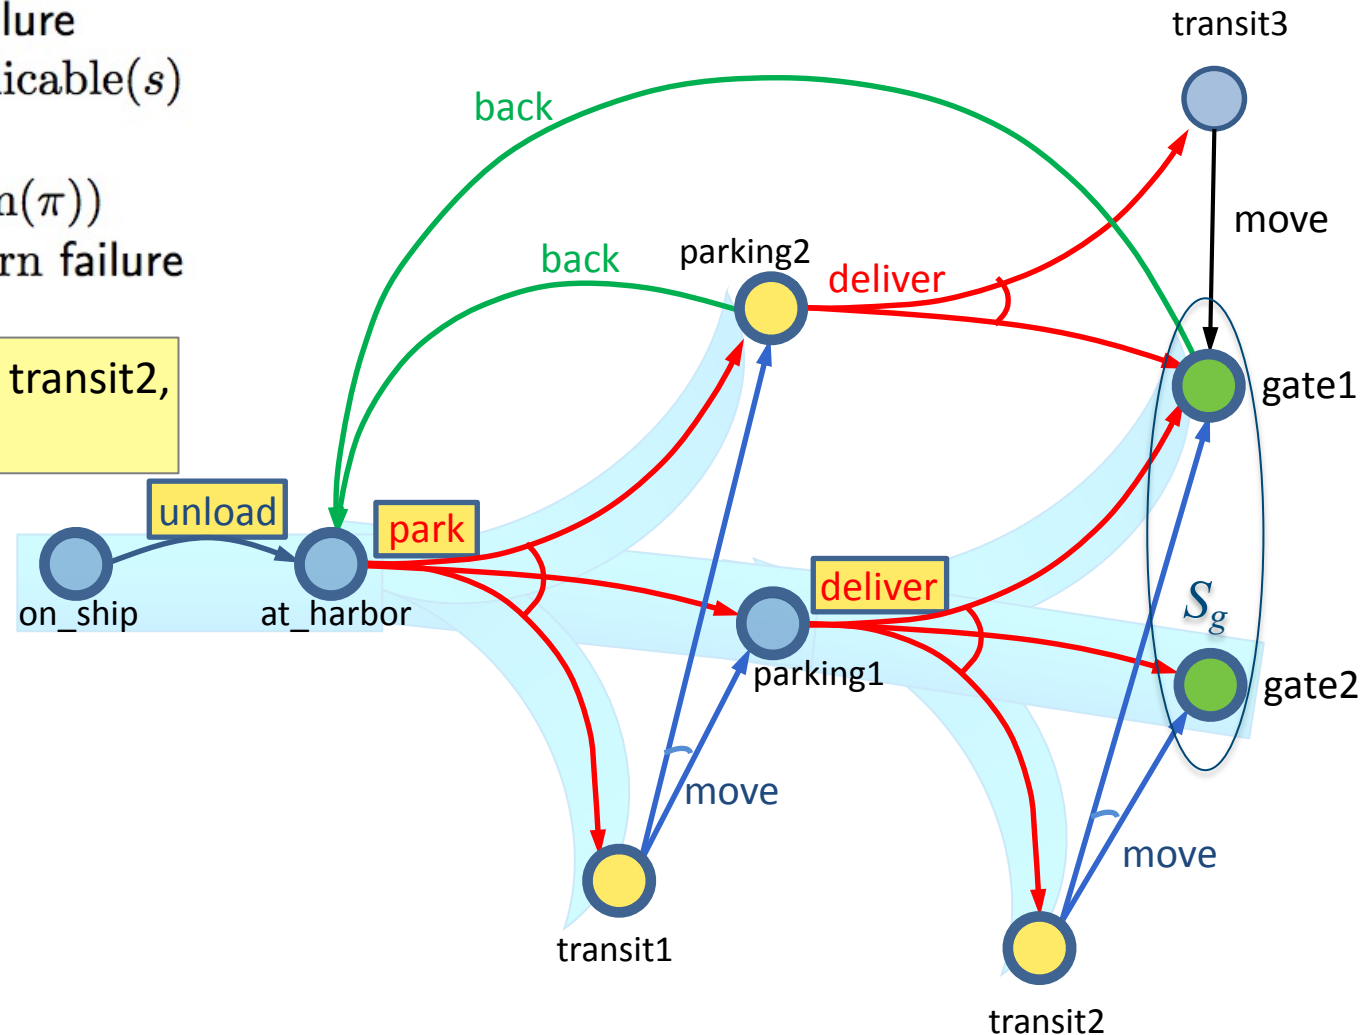 lure
icable(s)
n(π))
rn failure
transit2,
transit3
back
move
back
parking2
deliver
gate1
unload
park
deliver
on_ship
at_harbor
S_g
parking1
gate2
move
move
transit1
transit2